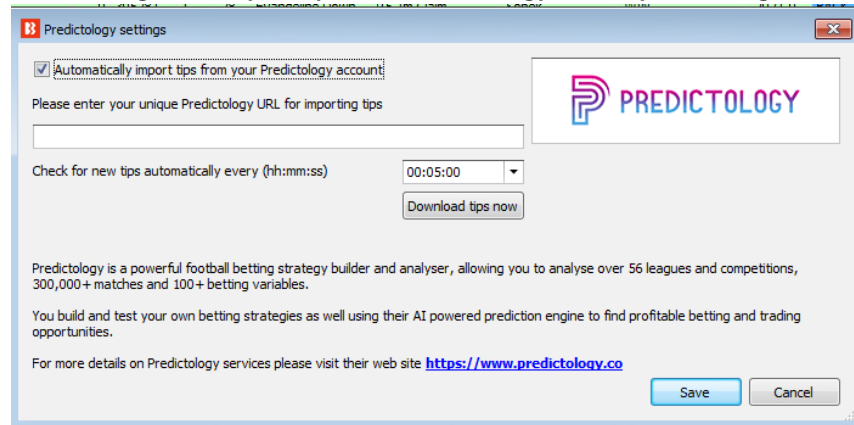 Predictology settings
Automatically import tips from your Predictology account
PREDICTOLOGY
Please enter your unique Predictology URL for importing tips
Check for new tips automatically every (hh:mm:ss)
00:05:00
Download tips now
Predictology is a powerful football betting strategy builder and analyser, allowing you to analyse over 56 leagues and competitions,
300,000+ matches and 100+ betting variables.
You build and test your own betting strategies as well using their AI powered prediction engine to find profitable betting and trading
opportunities.
For more details on Predictology services please visit their web site https://www.predictology.co
Save
Cancel